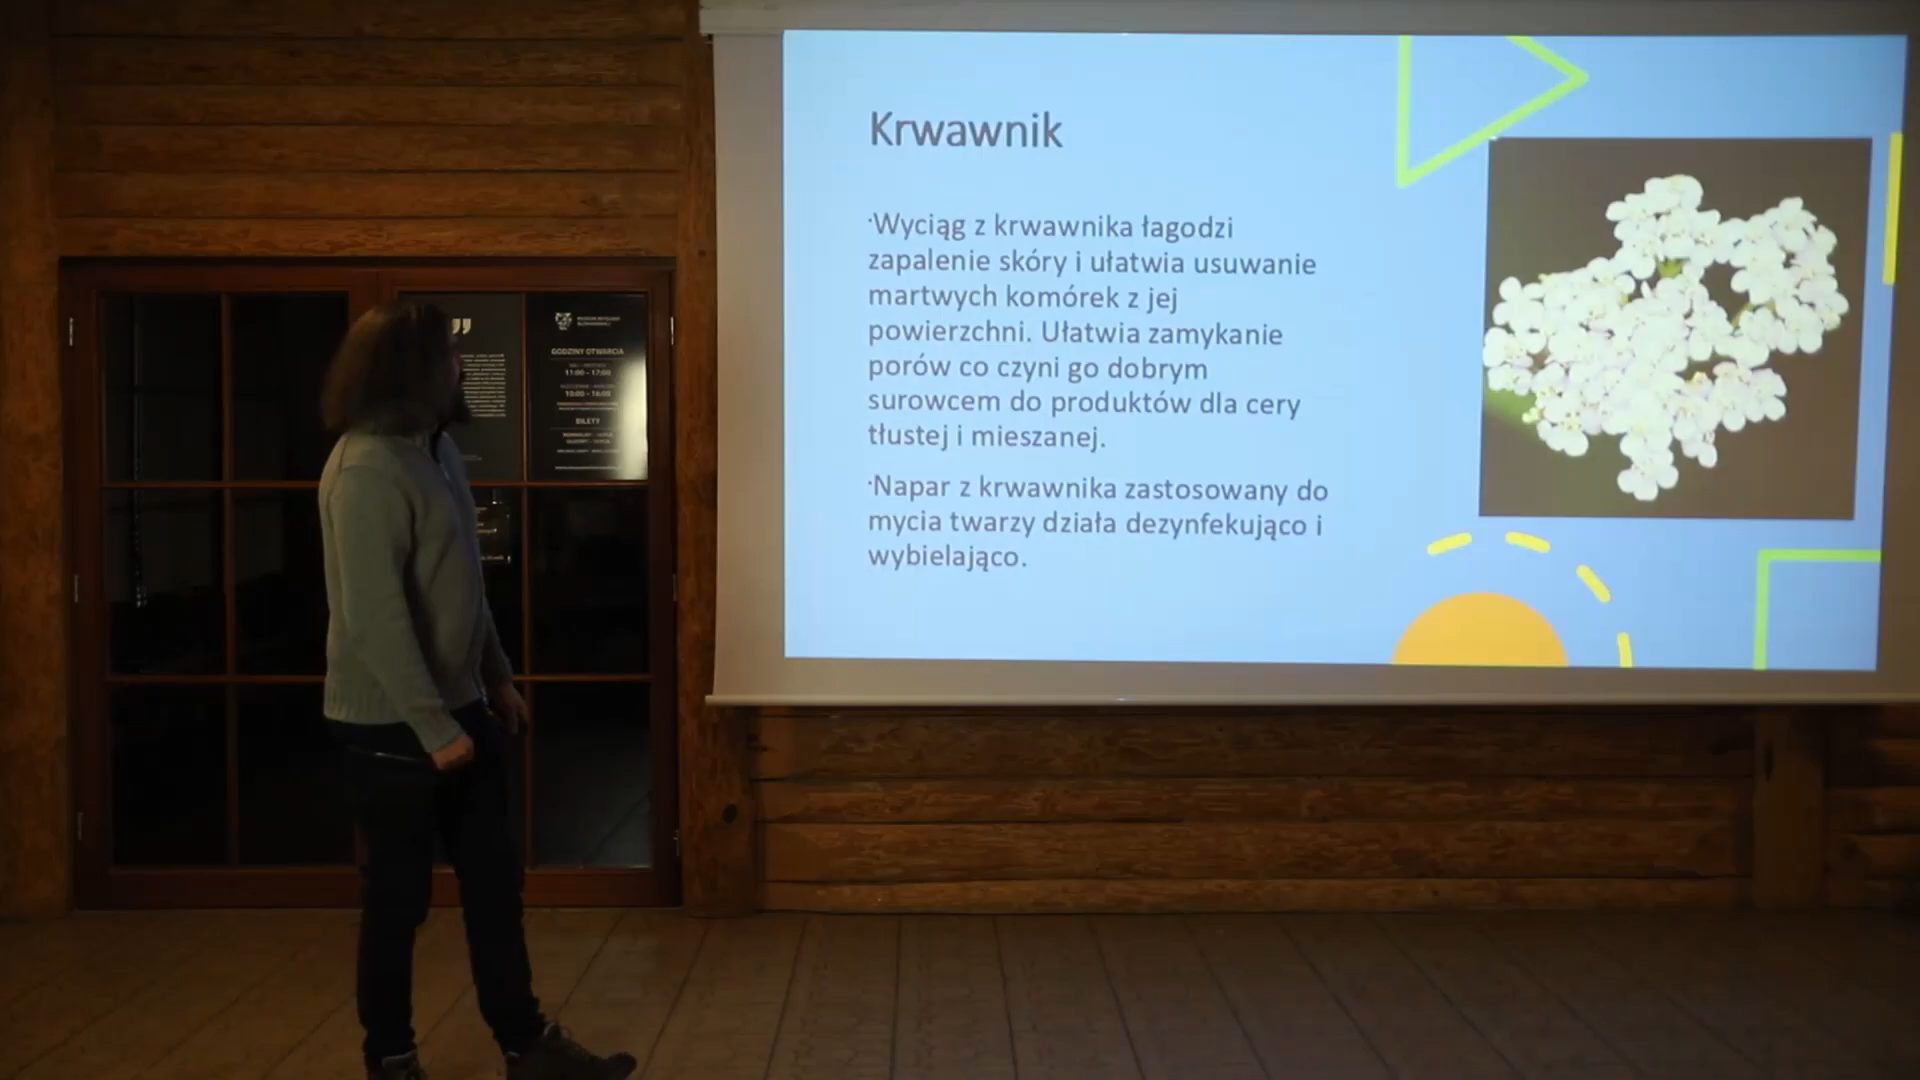 Krwawnik
·Wyciąg z krwawnika łagodzi
zapalenie skóry i ułatwia usuwanie
martwych komórek z jej
powierzchni. Ułatwia zamykanie
porów co czyni go dobrym
surowcem do produktów dla cery
tłustej i mieszanej.
·Napar z krwawnika zastosowany do
mycia twarzy działa dezynfekująco i
wybielająco.
GODZINY OTWARCIA
11:00 - 17:00
10:00 - 16:00
BILETY